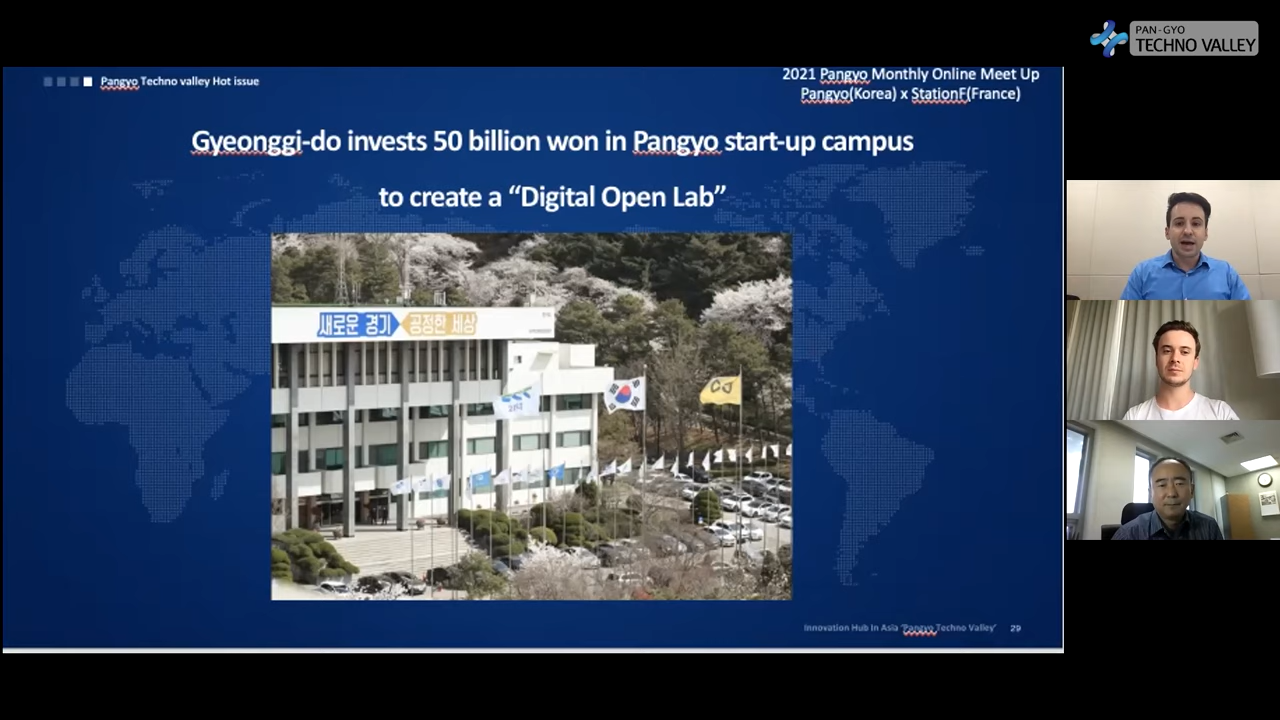 PAN-GYO
TECHNO VALLEY
Pangyo Techno valley Hot issue
2021 Pangyo Monthly Online Meet Up
Pangyo(Korea) x StationF(France)
Gyeonggi-do invests 50 billion won in Pangyo start-up campus
to create a “Digital Open Lab”
새로운 경기 공정한 세상
Innovation Hub In Asia 'Pangyo Techno Valley'
29